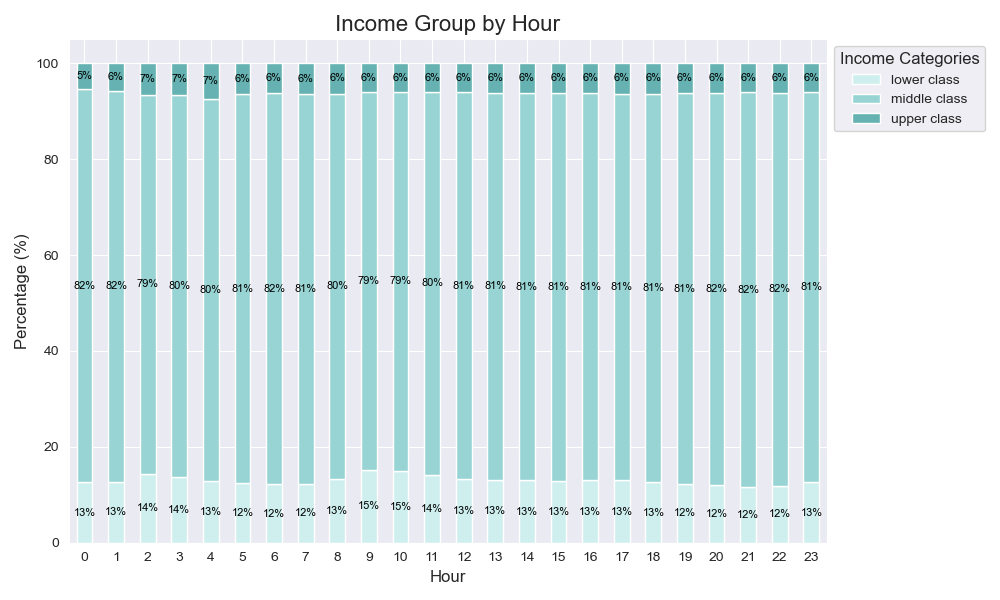 Income Group by Hour
Income Categories
lower class
middle class
upper class
Percentage (%)
100
80
60
40
20
0
5% 6% 7% 7% 7% 6% 6% 6% 6% 6% 6% 6% 6% 6% 6% 6% 6% 6% 6% 6% 6% 6% 6% 6%
82% 82% 79% 80% 80% 81% 82% 81% 80% 79% 79% 80% 81% 81% 81% 81% 81% 81% 81% 81% 82% 82% 82% 81%
13% 13% 14% 14% 13% 12% 12% 12% 13% 15% 15% 14% 13% 13% 13% 13% 13% 13% 13% 12% 12% 12% 12% 13%
0 1 2 3 4 5 6 7 8 9 10 11 12 13 14 15 16 17 18 19 20 21 22 23
Hour